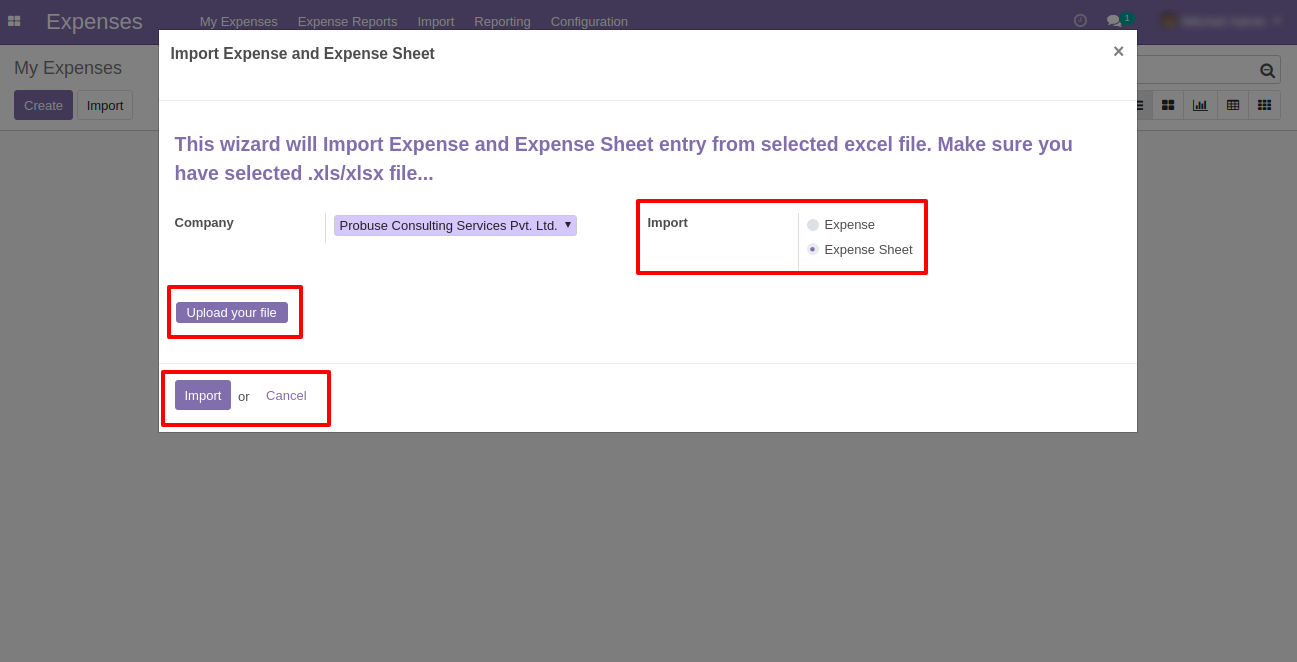 Expenses
My Expenses Expense Reports Import Reporting Configuration
1
Import Expense and Expense Sheet
×
My Expenses
Create Import
This wizard will Import Expense and Expense Sheet entry from selected excel file. Make sure you
have selected .xls/xlsx file...
Company
Probuse Consulting Services Pvt. Ltd.
Import
Expense
Expense Sheet
Upload your file
Import or Cancel